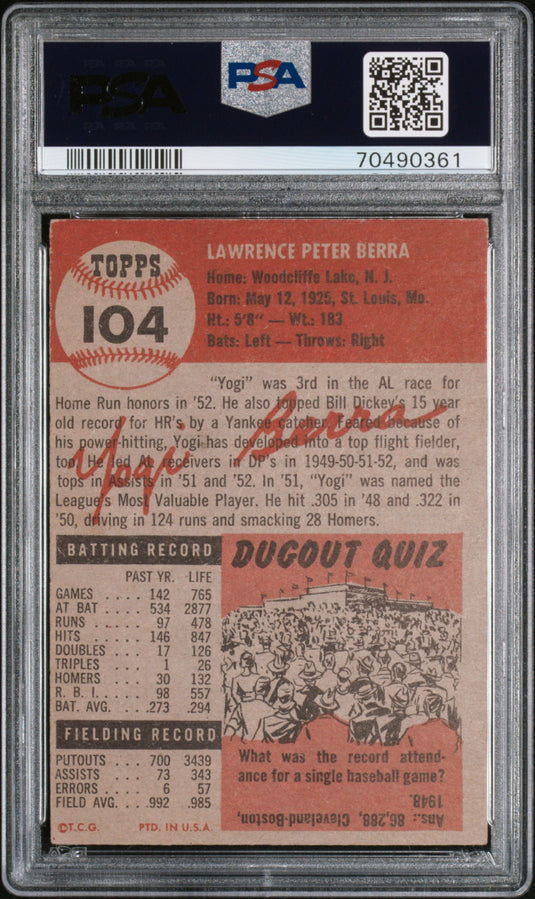 PSA
PSA
70490361
TOPPS
104
LAWRENCE PETER BERRA
Home: Woodcliffe Lake, N. J.
Born: May 12, 1925, St. Louis, Mo.
Ht.: 5'8" — Wt.: 183
Bats: Left — Throws: Right
"Yogi" was 3rd in the AL race for
Home Run honors in '52. He also topped Bill Dickey's 15 year
old record for HR's by a Yankee catcher. Feared because of
his power hitting, Yogi has developed into a top flight fielder,
too. He led AL receivers in DP's in 1949-50-51-52, and was
tops in Assists in '51 and '52. In '51, "Yogi" was named the
League's Most Valuable Player. He hit .305 in '48 and .322 in
'50, driving in 124 runs and smacking 28 Homers.
Yogi Berra
BATTING RECORD
PAST YR. LIFE
GAMES . . . . 142 765
AT BAT . . . . 534 2877
RUNS . . . . 97 478
HITS . . . . 146 847
DOUBLES . . . 17 126
TRIPLES . . . 1 26
HOMERS . . . 30 132
R. B. I. . . . . 98 557
BAT. AVG. . . .273 .294
FIELDING RECORD
PUTOUTS . . . 700 3439
ASSISTS . . . 73 343
ERRORS . . . 6 57
FIELD AVG. . . .992 .985
©T.C.G. PTD. IN U.S.A.
DUGOUT QUIZ
What was the record attend-
ance for a single baseball game?
Ans.: 86,288, Cleveland-Boston,
1948.